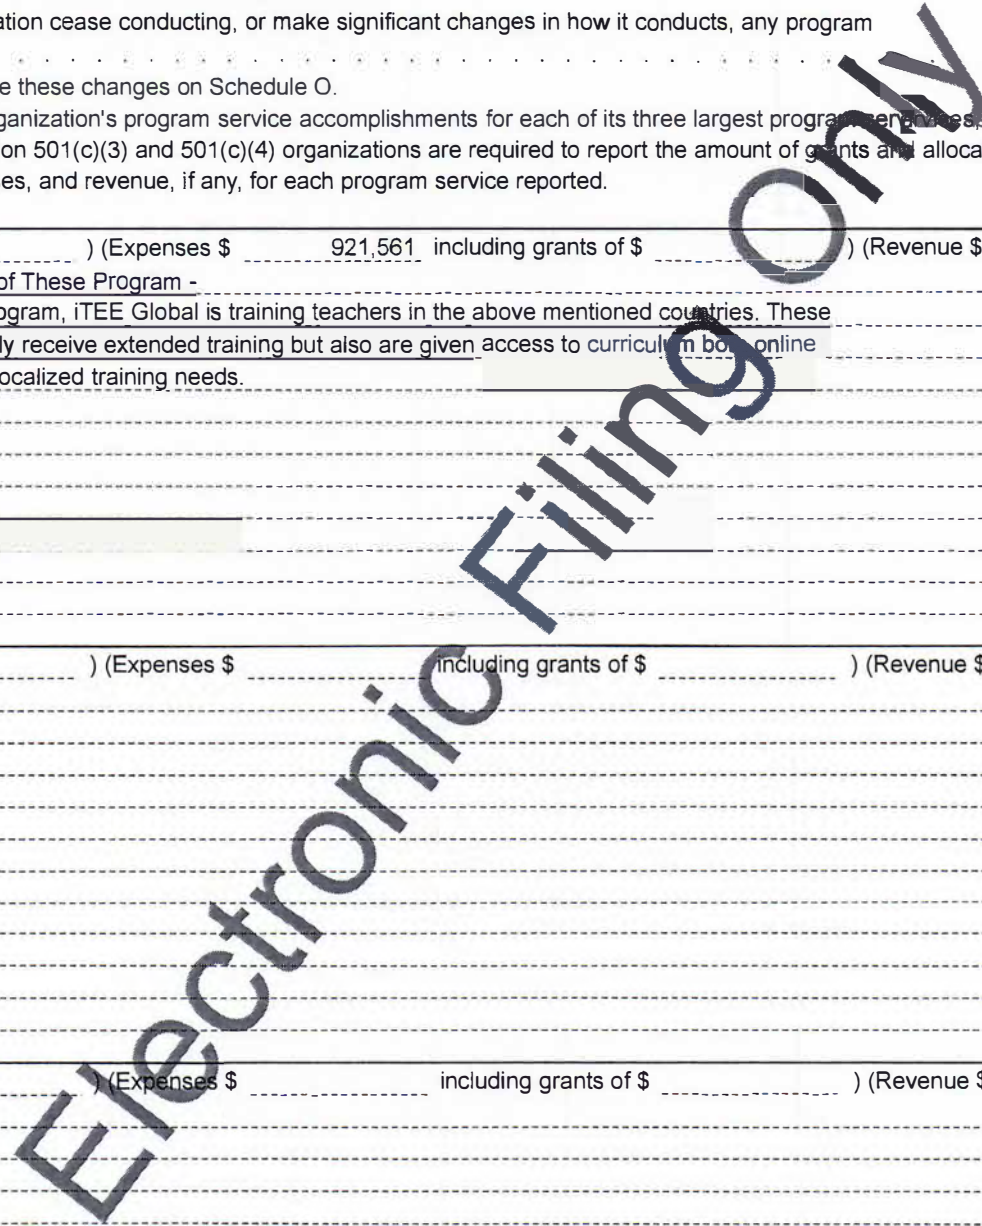 ation cease conducting, or make significant changes in how it conducts, any program
e these changes on Schedule O.
ganization's program service accomplishments for each of its three largest program services,
on 501(c)(3) and 501(c)(4) organizations are required to report the amount of grants and alloca
ses, and revenue, if any, for each program service reported.
) (Expenses $ 921,561 including grants of $ ) (Revenue $
of These Program -
ogram, iTEE Global is training teachers in the above mentioned countries. These
ly receive extended training but also are given access to curriculum both online
ocalized training needs.
) (Expenses $ including grants of $ ) (Revenue $
) (Expenses $ including grants of $ ) (Revenue $
Electronic Filing Only